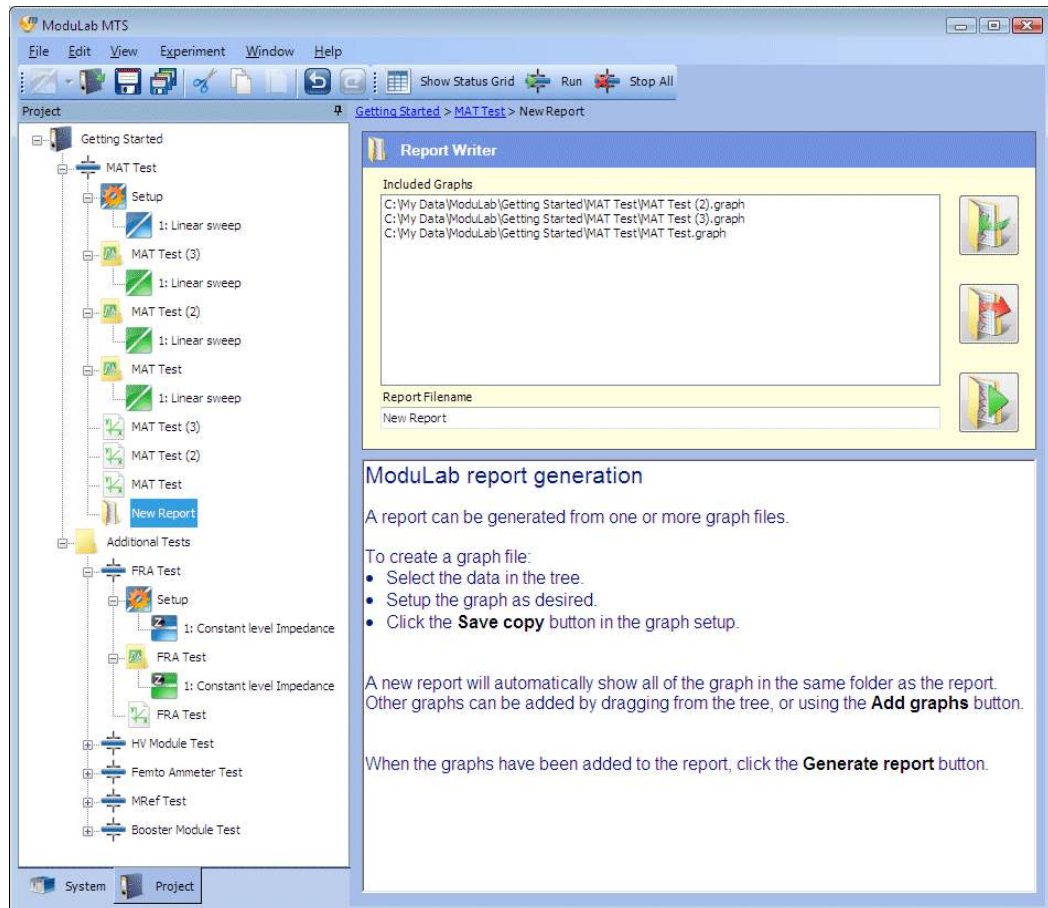 ModuLab MTS
File Edit View Experiment Window Help
Show Status Grid Run Stop All
Project
Getting Started > MAT Test > New Report
Getting Started
MAT Test
Setup
1: Linear sweep
MAT Test (3)
1: Linear sweep
MAT Test (2)
1: Linear sweep
MAT Test
1: Linear sweep
MAT Test (3)
MAT Test (2)
MAT Test
New Report
Additional Tests
FRA Test
Setup
1: Constant level Impedance
FRA Test
1: Constant level Impedance
FRA Test
HV Module Test
Femto Ammeter Test
MRef Test
Booster Module Test
System Project
Report Writer
Included Graphs
C:\My Data\ModuLab\Getting Started\MAT Test\MAT Test (2).graph
C:\My Data\ModuLab\Getting Started\MAT Test\MAT Test (3).graph
C:\My Data\ModuLab\Getting Started\MAT Test\MAT Test.graph
Report Filename
New Report
ModuLab report generation
A report can be generated from one or more graph files.
To create a graph file:
• Select the data in the tree.
• Setup the graph as desired.
• Click the Save copy button in the graph setup.
A new report will automatically show all of the graph in the same folder as the report.
Other graphs can be added by dragging from the tree, or using the Add graphs button.
When the graphs have been added to the report, click the Generate report button.